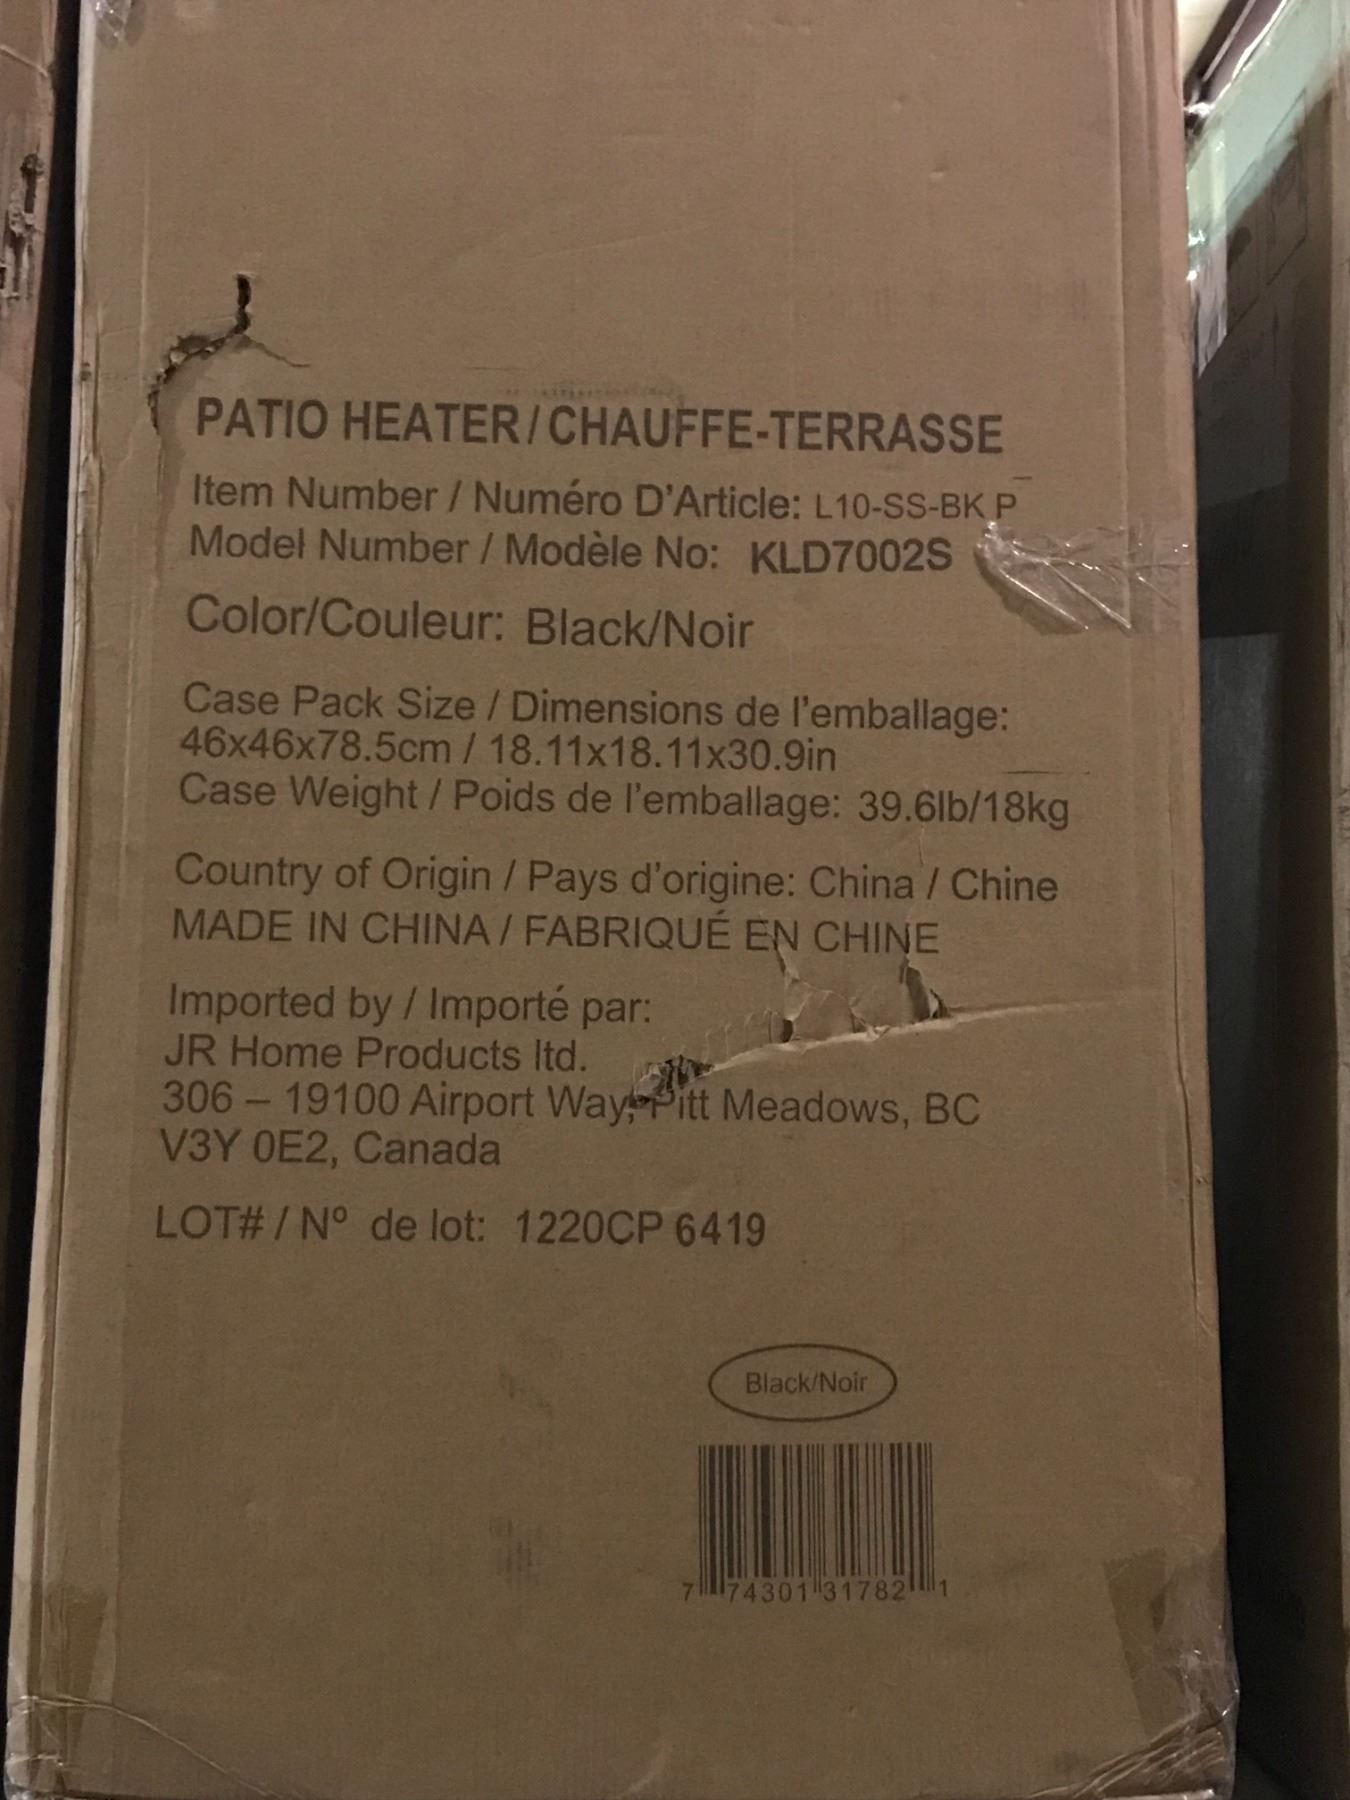 PATIO HEATER/CHAUFFE-TERRASSE
Item Number / Numéro D'Article: L10-SS-BK P
Model Number / Modèle No: KLD7002S
Color/Couleur: Black/Noir
Case Pack Size / Dimensions de l'emballage:
46x46x78.5cm / 18.11x18.11x30.9in
Case Weight / Poids de l'emballage: 39.6lb/18kg
Country of Origin / Pays d'origine: China / Chine
MADE IN CHINA / FABRIQUÉ EN CHINE
Imported by / Importé par:
JR Home Products ltd.
306 – 19100 Airport Way, Pitt Meadows, BC
V3Y 0E2, Canada
LOT# / Nº de lot: 1220CP 6419
Black/Noir
7 74301 31782 1